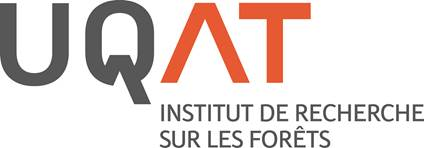 UQAT
INSTITUT DE RECHERCHE
SUR LES FORÊTS